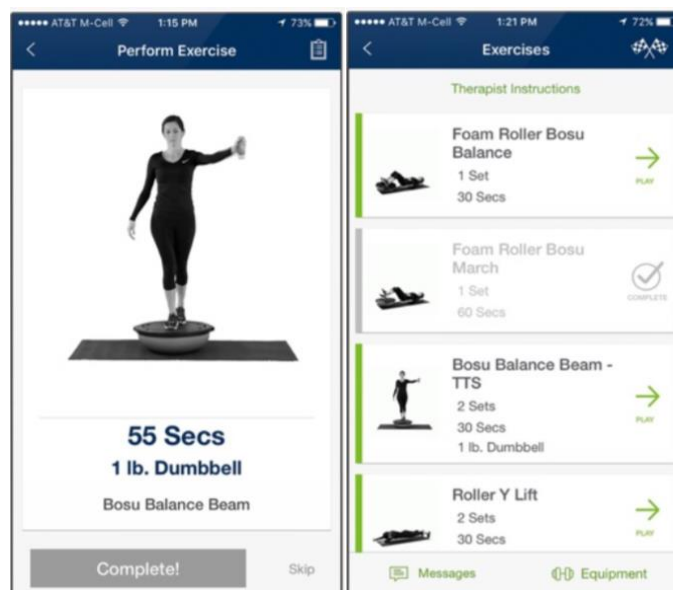 AT&T M-Cell 1:15 PM 73%
Perform Exercise
55 Secs
1 lb. Dumbbell
Bosu Balance Beam
Complete! Skip
AT&T M-Cell 1:21 PM 72%
Exercises
Therapist Instructions
Foam Roller Bosu
Balance
1 Set
30 Secs
PLAY
Foam Roller Bosu
March
1 Set
60 Secs
COMPLETE
Bosu Balance Beam -
TTS
2 Sets
30 Secs
1 lb. Dumbbell
PLAY
Roller Y Lift
2 Sets
30 Secs
PLAY
Messages Equipment